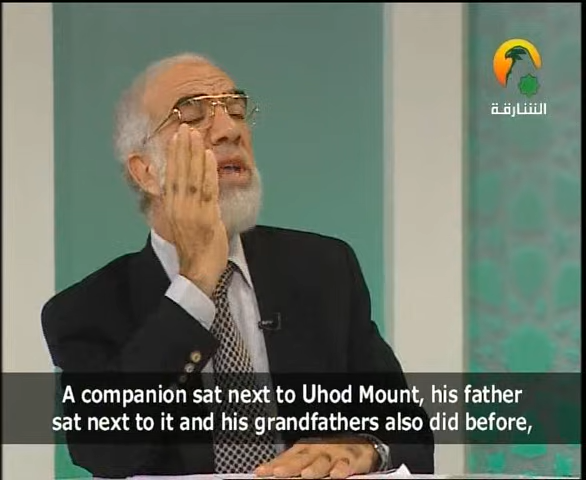 الشارقة
A companion sat next to Uhod Mount, his father
sat next to it and his grandfathers also did before,